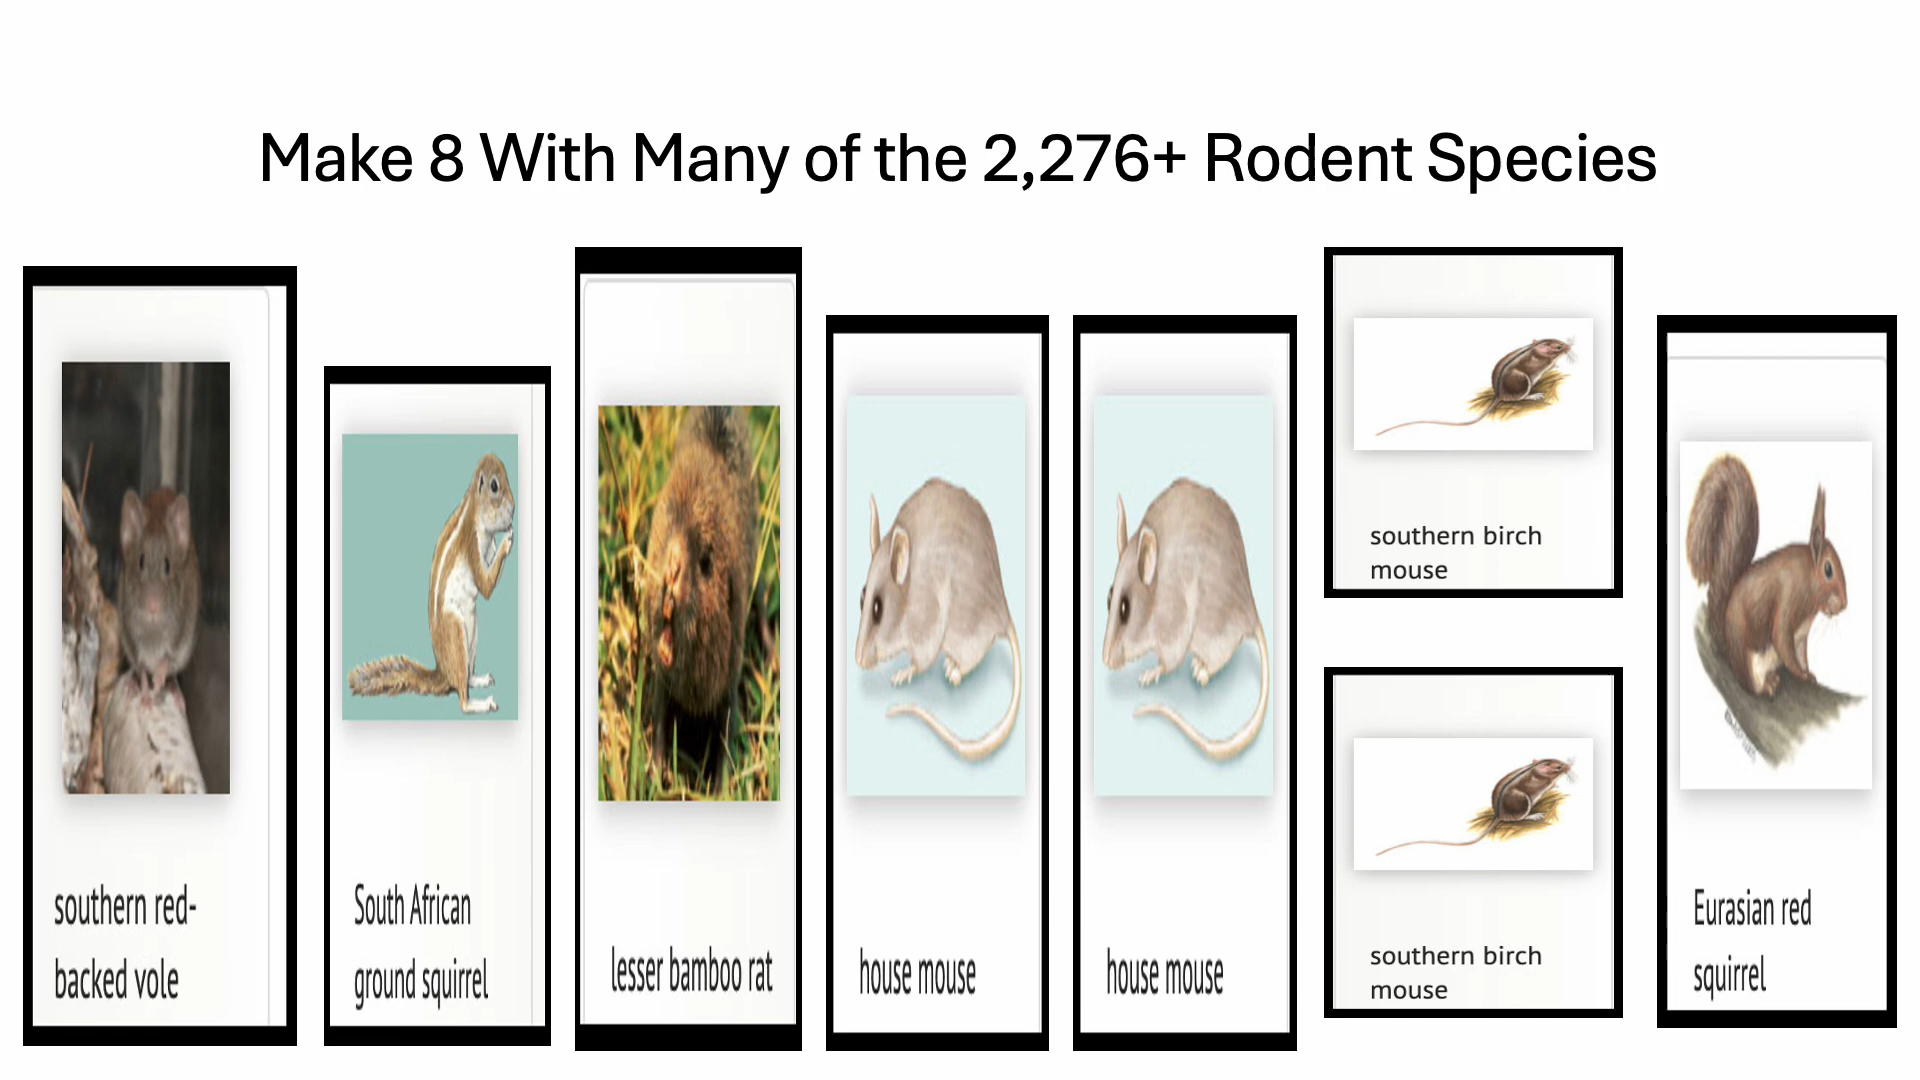 Make 8 With Many of the 2,276+ Rodent Species
southern red-
backed vole
South African
ground squirrel
lesser bamboo rat
house mouse
house mouse
southern birch
mouse
southern birch
mouse
Eurasian red
squirrel